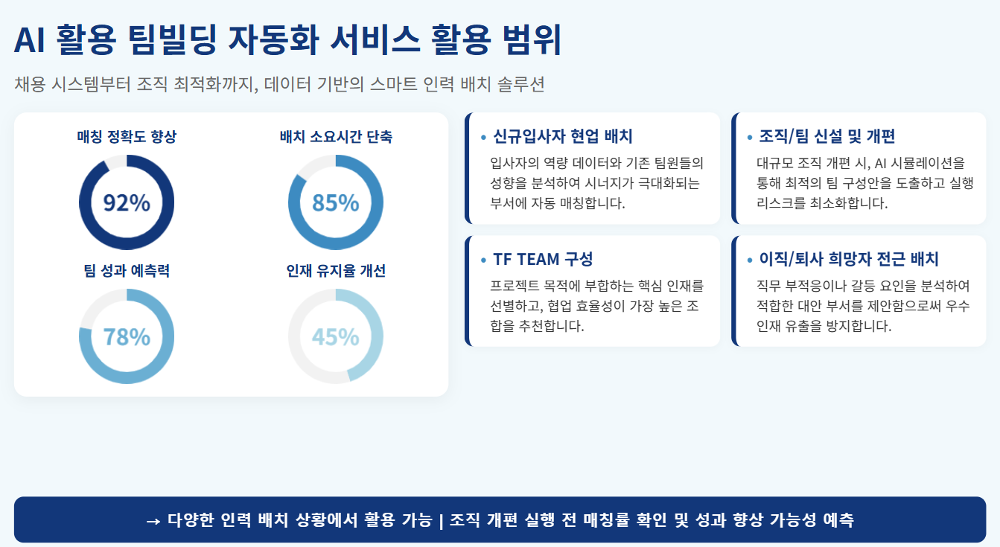 AI 활용 팀빌딩 자동화 서비스 활용 범위
채용 시스템부터 조직 최적화까지, 데이터 기반의 스마트 인력 배치 솔루션
매칭 정확도 향상
92%
배치 소요시간 단축
85%
팀 성과 예측력
78%
인재 유지율 개선
45%
• 신규입사자 현업 배치
입사자의 역량 데이터와 기존 팀원들의
성향을 분석하여 시너지가 극대화되는
부서에 자동 매칭합니다.
• 조직/팀 신설 및 개편
대규모 조직 개편 시, AI 시뮬레이션을
통해 최적의 팀 구성안을 도출하고 실행
리스크를 최소화합니다.
• TF TEAM 구성
프로젝트 목적에 부합하는 핵심 인재를
선별하고, 협업 효율성이 가장 높은 조
합을 추천합니다.
• 이직/퇴사 희망자 전근 배치
직무 부적응이나 갈등 요인을 분석하여
적합한 대안 부서를 제안함으로써 우수
인재 유출을 방지합니다.
→ 다양한 인력 배치 상황에서 활용 가능 | 조직 개편 실행 전 매칭률 확인 및 성과 향상 가능성 예측